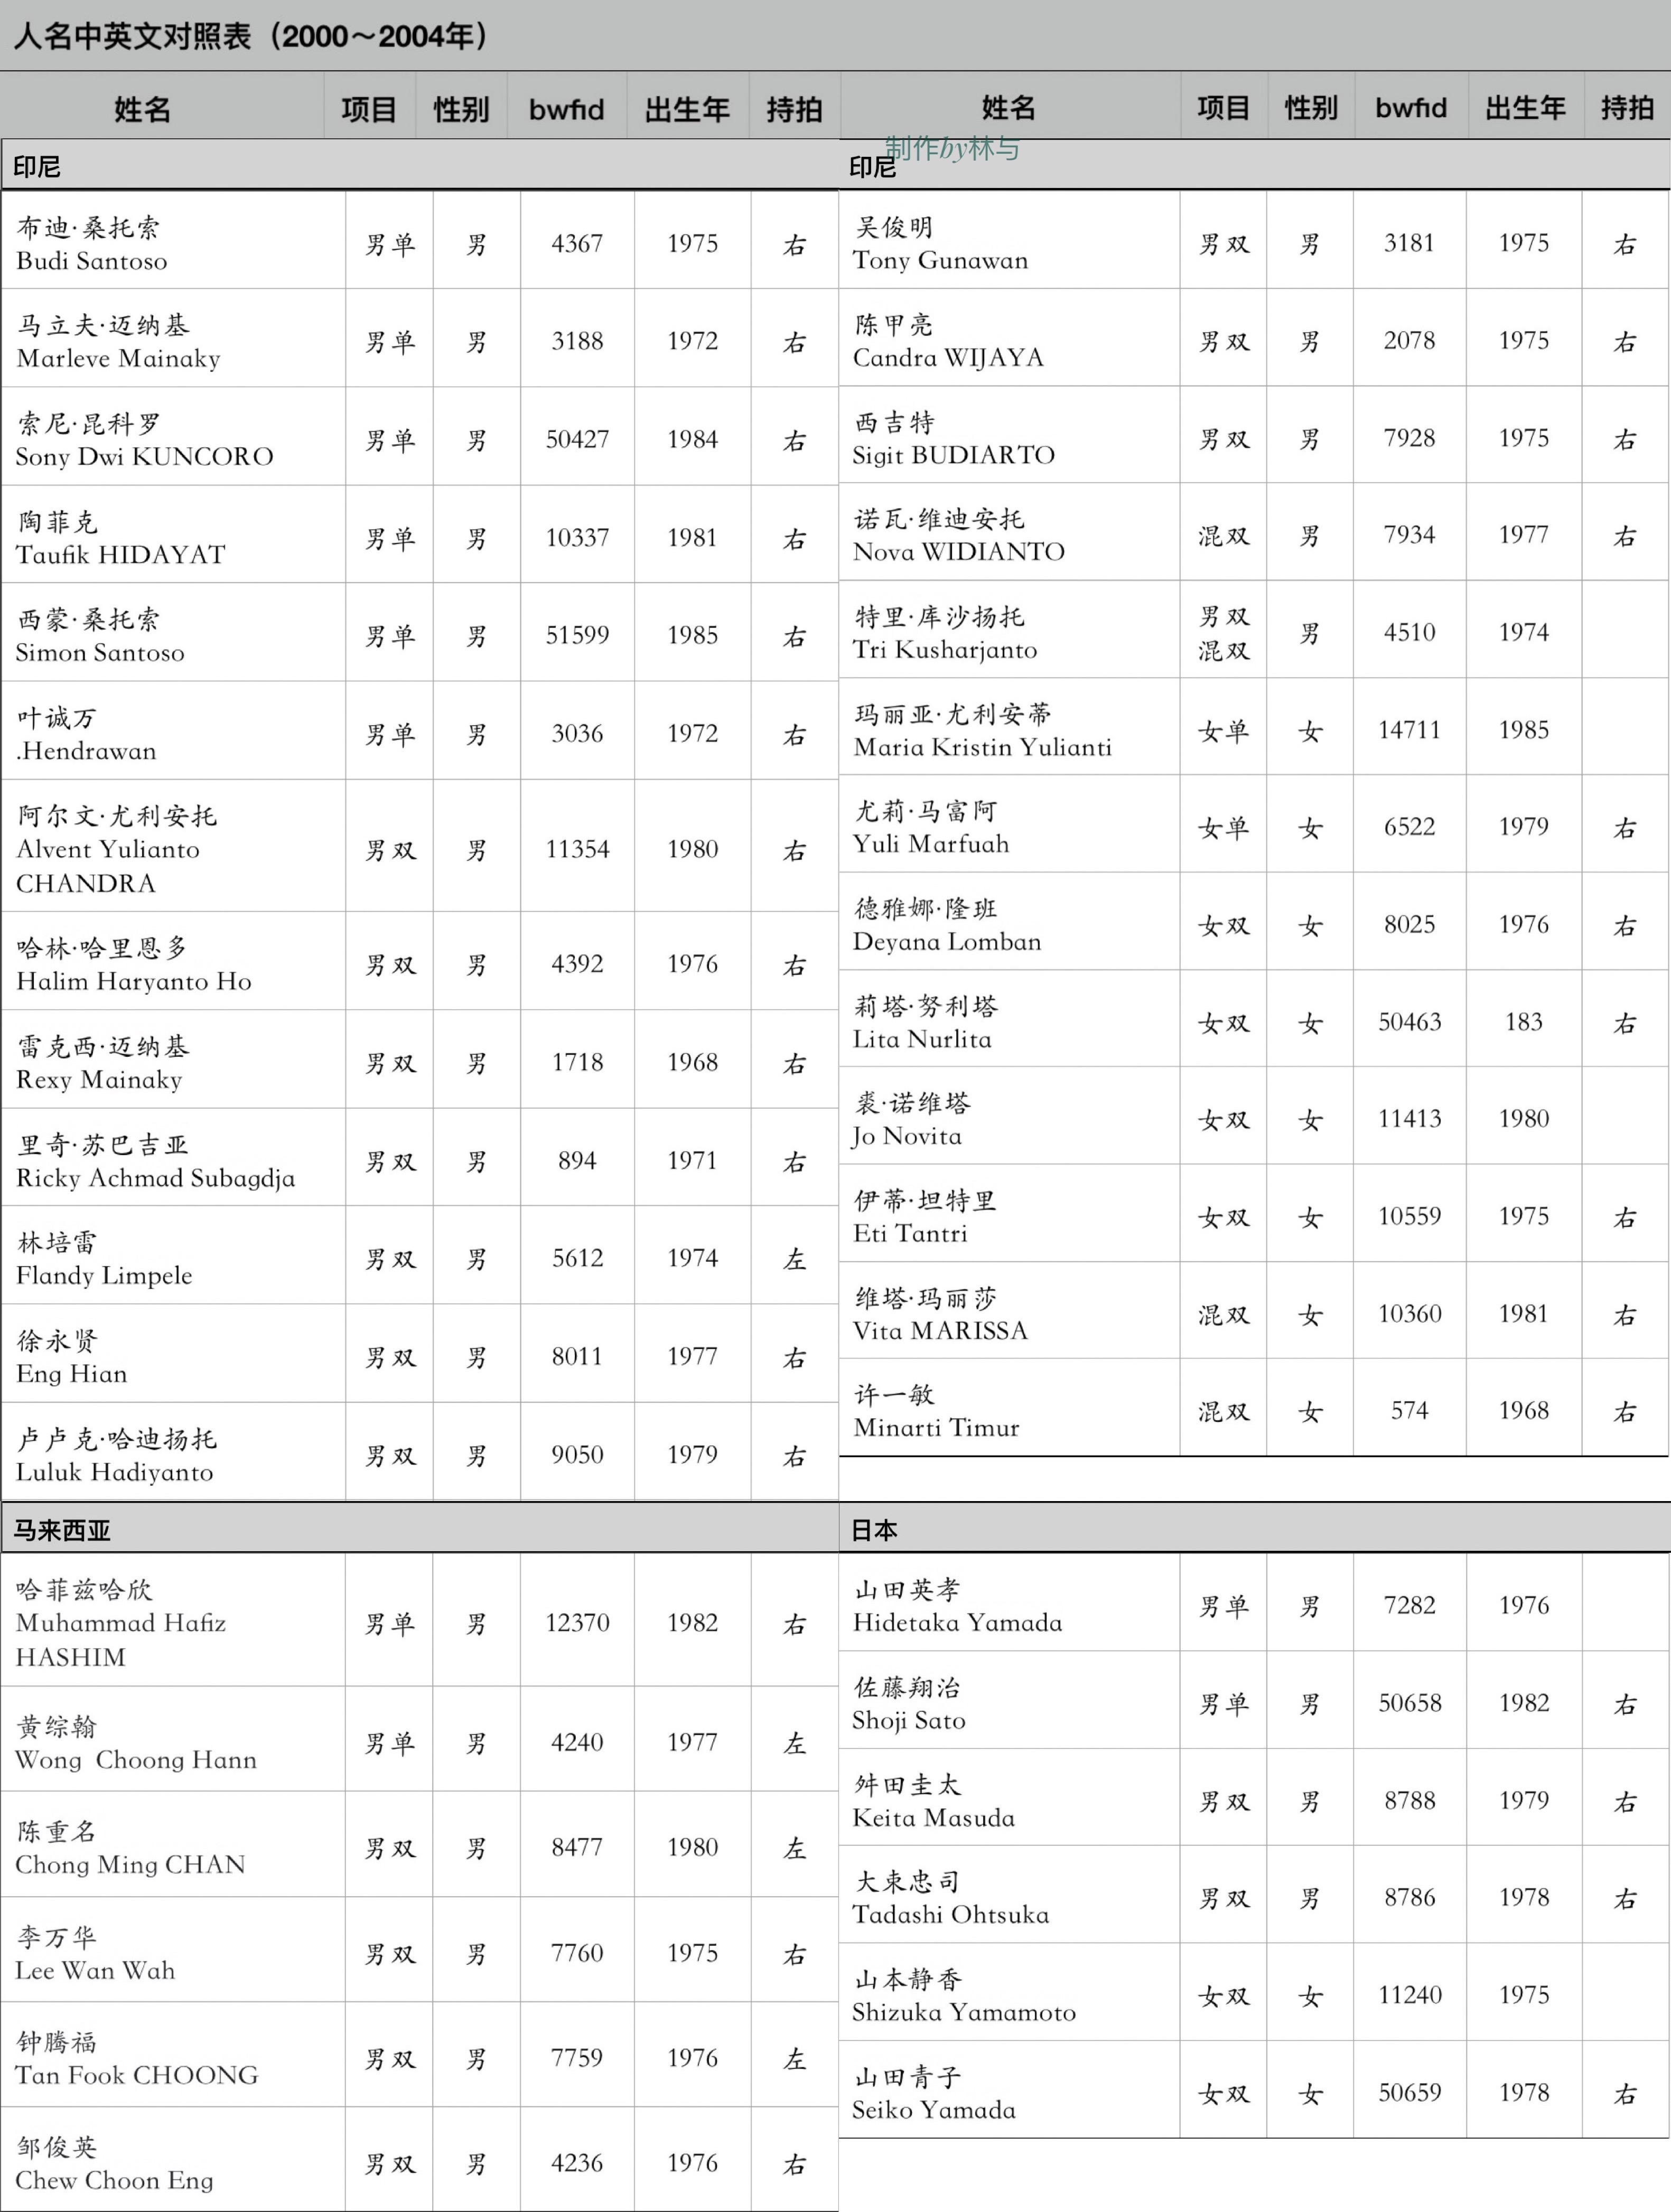 人名中英文对照表（2000～2004年）
姓名 项目 性别 bwfid 出生年 持拍
印尼
布迪·桑托索
Budi Santoso
男单 男 4367 1975 右
马立夫·迈纳基
Marleve Mainaky
男单 男 3188 1972 右
索尼·昆科罗
Sony Dwi KUNCORO
男单 男 50427 1984 右
陶菲克
Taufik HIDAYAT
男单 男 10337 1981 右
西蒙·桑托索
Simon Santoso
男单 男 51599 1985 右
叶诚万
.Hendrawan
男单 男 3036 1972 右
阿尔文·尤利安托
Alvent Yulianto
CHANDRA
男双 男 11354 1980 右
哈林·哈里恩多
Halim Haryanto Ho
男双 男 4392 1976 右
雷克西·迈纳基
Rexy Mainaky
男双 男 1718 1968 右
里奇·苏巴吉亚
Ricky Achmad Subagdja
男双 男 894 1971 右
林培雷
Flandy Limpele
男双 男 5612 1974 左
徐永贤
Eng Hian
男双 男 8011 1977 右
卢卢克·哈迪扬托
Luluk Hadiyanto
男双 男 9050 1979 右
马来西亚
哈菲兹哈欣
Muhammad Hafiz
HASHIM
男单 男 12370 1982 右
黄综翰
Wong  Choong Hann
男单 男 4240 1977 左
陈重名
Chong Ming CHAN
男双 男 8477 1980 左
李万华
Lee Wan Wah
男双 男 7760 1975 右
钟腾福
Tan Fook CHOONG
男双 男 7759 1976 左
邹俊英
Chew Choon Eng
男双 男 4236 1976 右
姓名 项目 性别 bwfid 出生年 持拍
制作by林与
印尼
吴俊明
Tony Gunawan
男双 男 3181 1975 右
陈甲亮
Candra WIJAYA
男双 男 2078 1975 右
西吉特
Sigit BUDIARTO
男双 男 7928 1975 右
诺瓦·维迪安托
Nova WIDIANTO
混双 男 7934 1977 右
特里·库沙扬托
Tri Kusharjanto
男双
混双
男 4510 1974
玛丽亚·尤利安蒂
Maria Kristin Yulianti
女单 女 14711 1985
尤莉·马富阿
Yuli Marfuah
女单 女 6522 1979 右
德雅娜·隆班
Deyana Lomban
女双 女 8025 1976 右
莉塔·努利塔
Lita Nurlita
女双 女 50463 183 右
裘·诺维塔
Jo Novita
女双 女 11413 1980
伊蒂·坦特里
Eti Tantri
女双 女 10559 1975 右
维塔·玛丽莎
Vita MARISSA
混双 女 10360 1981 右
许一敏
Minarti Timur
混双 女 574 1968 右
日本
山田英孝
Hidetaka Yamada
男单 男 7282 1976
佐藤翔治
Shoji Sato
男单 男 50658 1982 右
舛田圭太
Keita Masuda
男双 男 8788 1979 右
大束忠司
Tadashi Ohtsuka
男双 男 8786 1978 右
山本静香
Shizuka Yamamoto
女双 女 11240 1975
山田青子
Seiko Yamada
女双 女 50659 1978 右